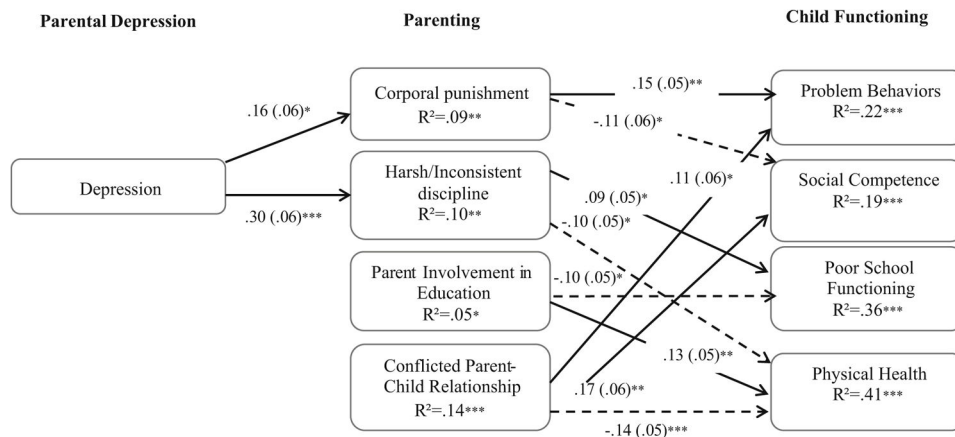 Parental Depression
Parenting
Child Functioning
Depression
.16 (.06)*
.30 (.06)***
Corporal punishment
R²=.09**
Harsh/Inconsistent
discipline
R²=.10**
Parent Involvement in
Education
R²=.05*
Conflicted Parent-
Child Relationship
R²=.14***
.15 (.05)**
-.11 (.06)*
.11 (.06)*
.09 (.05)*
-.10 (.05)*
-.10 (.05)*
.13 (.05)**
.17 (.06)**
-.14 (.05)***
Problem Behaviors
R²=.22***
Social Competence
R²=.19***
Poor School
Functioning
R²=.36***
Physical Health
R²=.41***